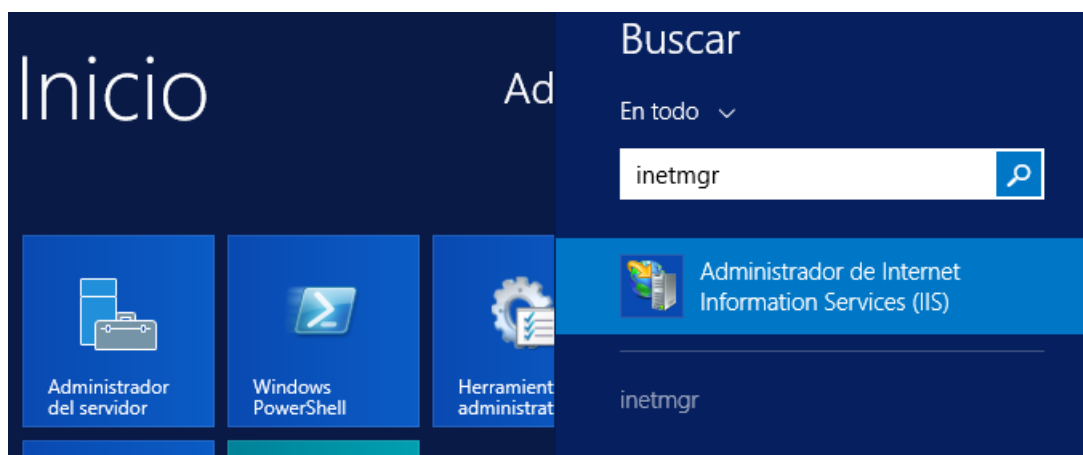 Inicio
Ad
Administrador
del servidor
Windows
PowerShell
Herramient
administrat
Buscar
En todo
inetmgr
Administrador de Internet
Information Services (IIS)
inetmgr